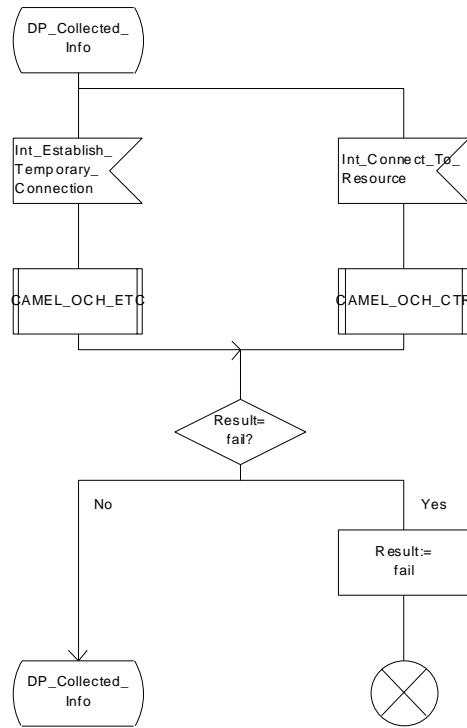 DP_Collected_
Info
Int_Establish_
Temporary_
Connection
Int_Connect_To_
Resource
CAMEL_OCH_ETC
CAMEL_OCH_CTR
Result=
fail?
No
Yes
Result:=
fail
DP_Collected_
Info